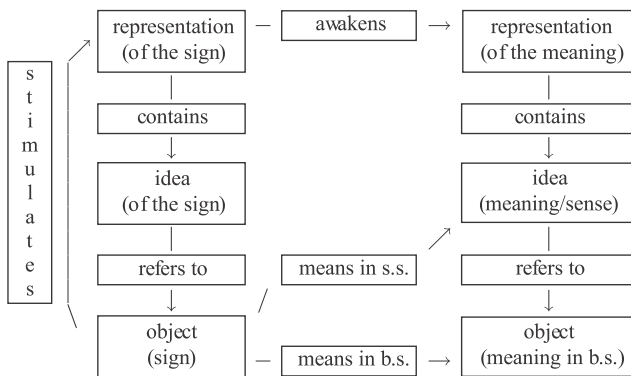 representation
(of the sign)
awakens
representation
(of the meaning)
stimulates
contains
contains
idea
(of the sign)
idea
(meaning/sense)
refers to
means in s.s.
refers to
object
(sign)
means in b.s.
object
(meaning in b.s.)